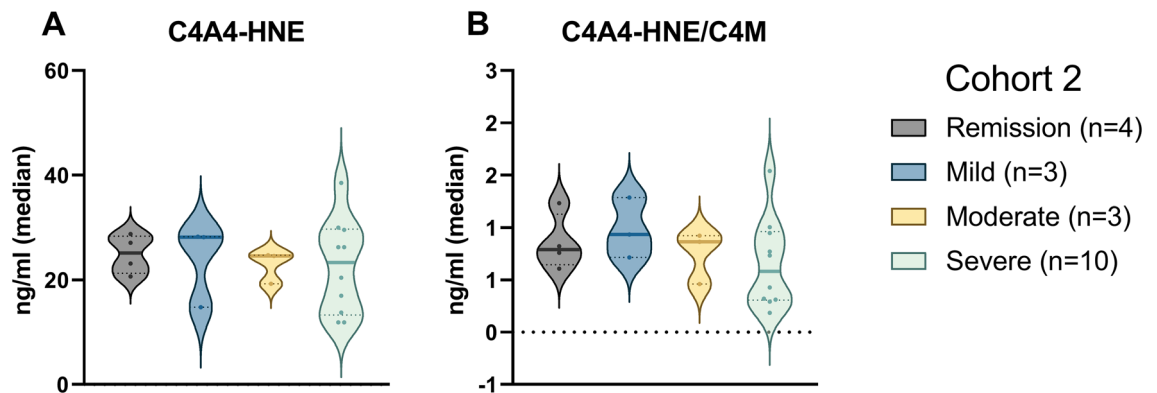 A
C4A4-HNE
ng/ml (median)
60
40
20
0
B
C4A4-HNE/C4M
ng/ml (median)
3
2
2
1
1
0
-1
Cohort 2
Remission (n=4)
Mild (n=3)
Moderate (n=3)
Severe (n=10)